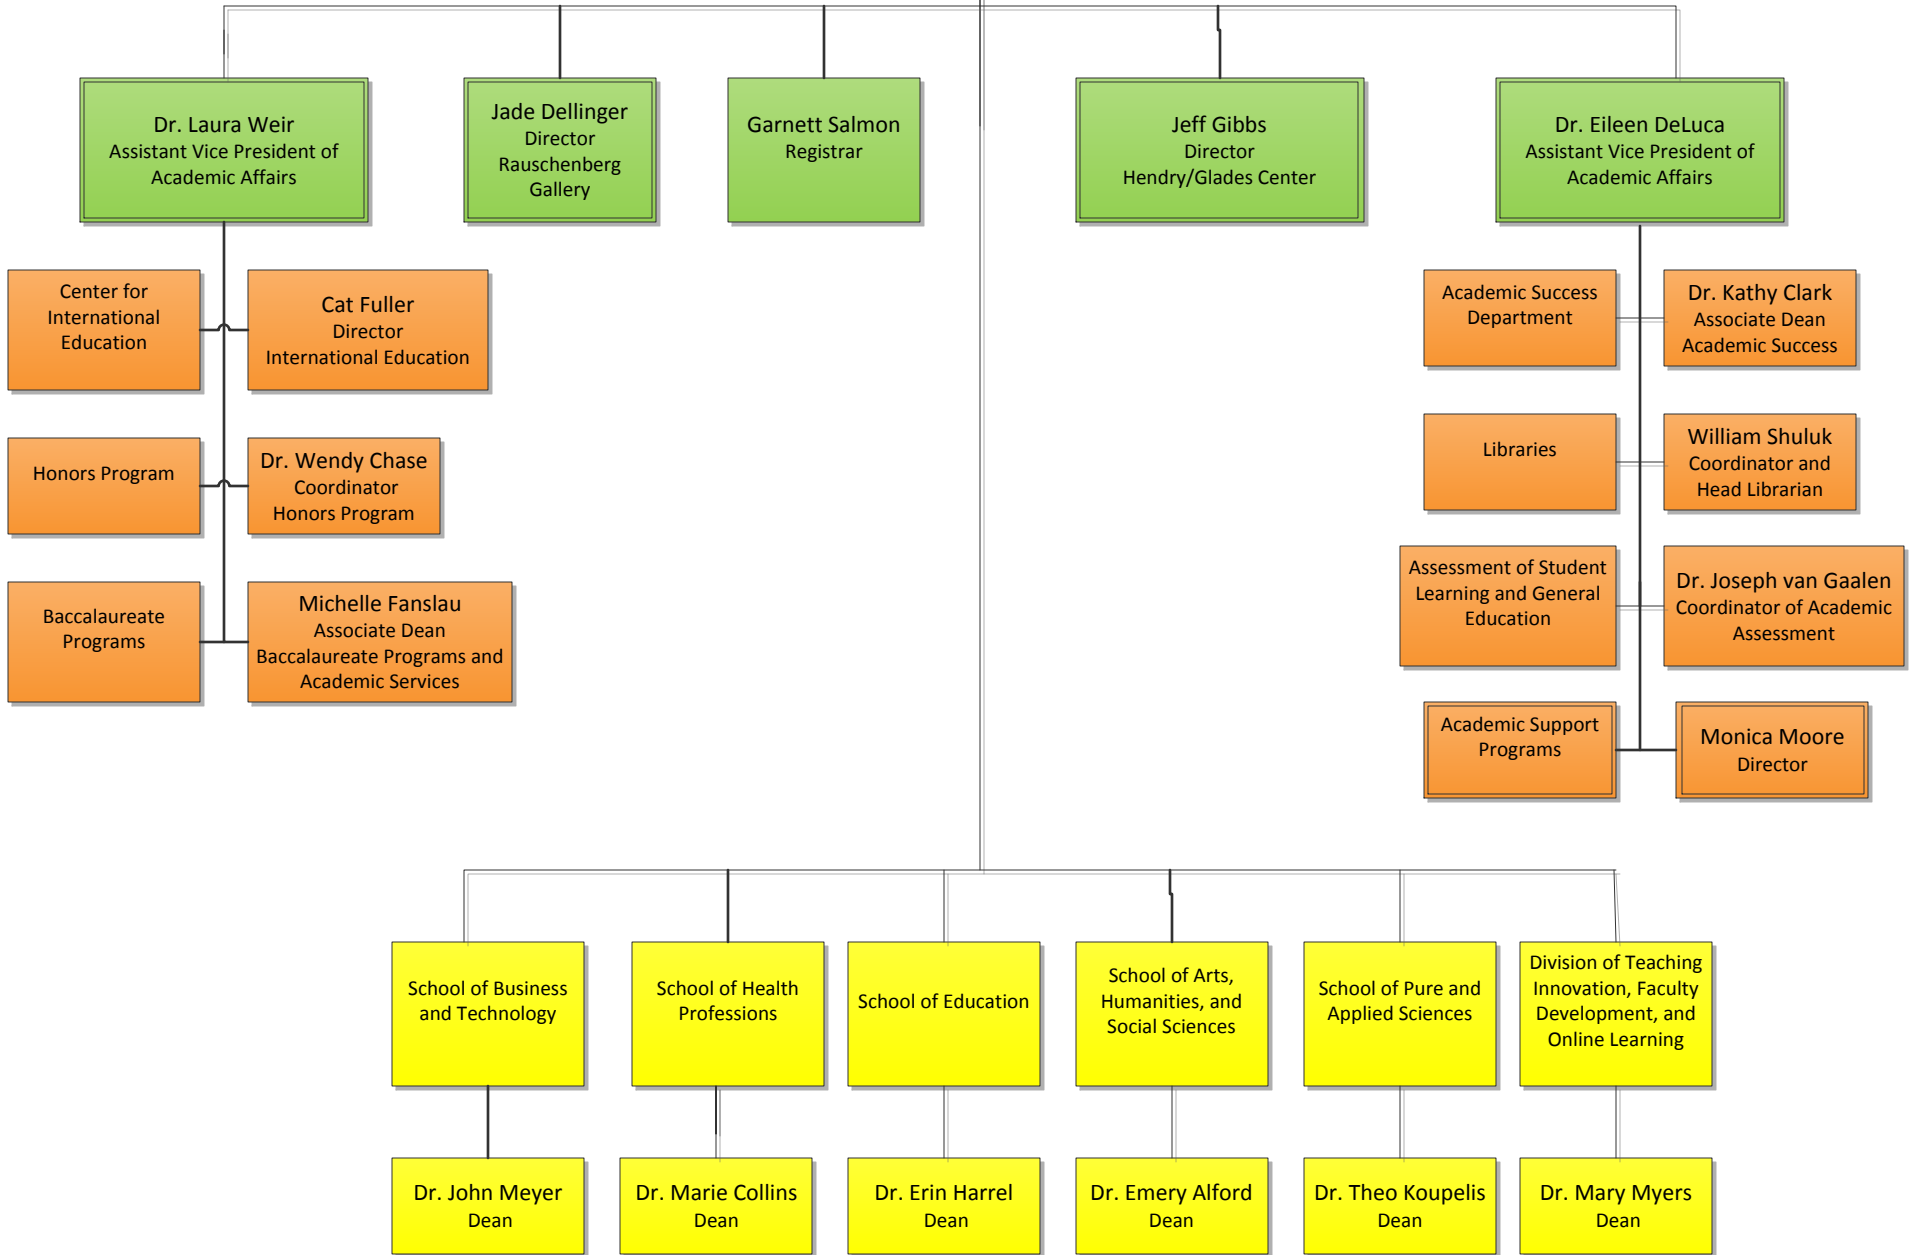 Dr. Laura Weir
Assistant Vice President of
Academic Affairs
Jade Dellinger
Director
Rauschenberg
Gallery
Garnett Salmon
Registrar
Jeff Gibbs
Director
Hendry/Glades Center
Dr. Eileen DeLuca
Assistant Vice President of
Academic Affairs
Center for
International
Education
Cat Fuller
Director
International Education
Honors Program
Dr. Wendy Chase
Coordinator
Honors Program
Baccalaureate
Programs
Michelle Fanslau
Associate Dean
Baccalaureate Programs and
Academic Services
Academic Success
Department
Dr. Kathy Clark
Associate Dean
Academic Success
Libraries
William Shuluk
Coordinator and
Head Librarian
Assessment of Student
Learning and General
Education
Dr. Joseph van Gaalen
Coordinator of Academic
Assessment
Academic Support
Programs
Monica Moore
Director
School of Business
and Technology
School of Health
Professions
School of Education
School of Arts,
Humanities, and
Social Sciences
School of Pure and
Applied Sciences
Division of Teaching
Innovation, Faculty
Development, and
Online Learning
Dr. John Meyer
Dean
Dr. Marie Collins
Dean
Dr. Erin Harrel
Dean
Dr. Emery Alford
Dean
Dr. Theo Koupelis
Dean
Dr. Mary Myers
Dean